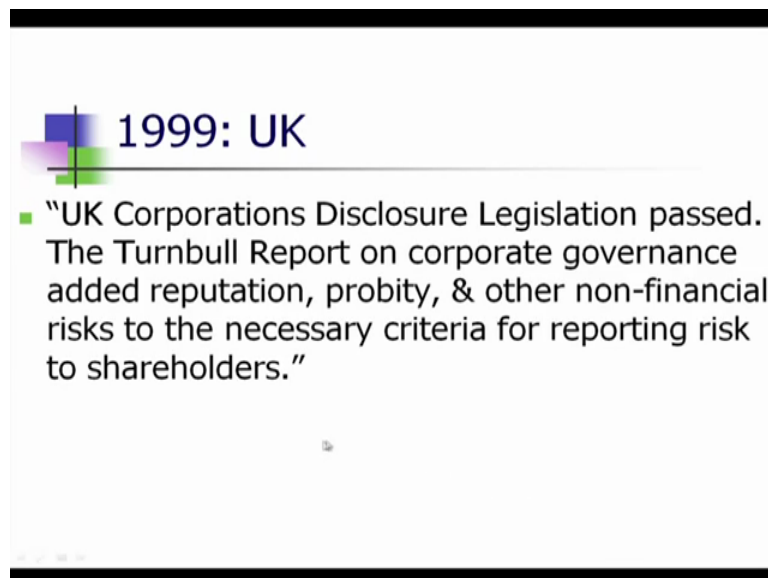 1999: UK
“UK Corporations Disclosure Legislation passed.
The Turnbull Report on corporate governance
added reputation, probity, & other non-financial
risks to the necessary criteria for reporting risk
to shareholders.”